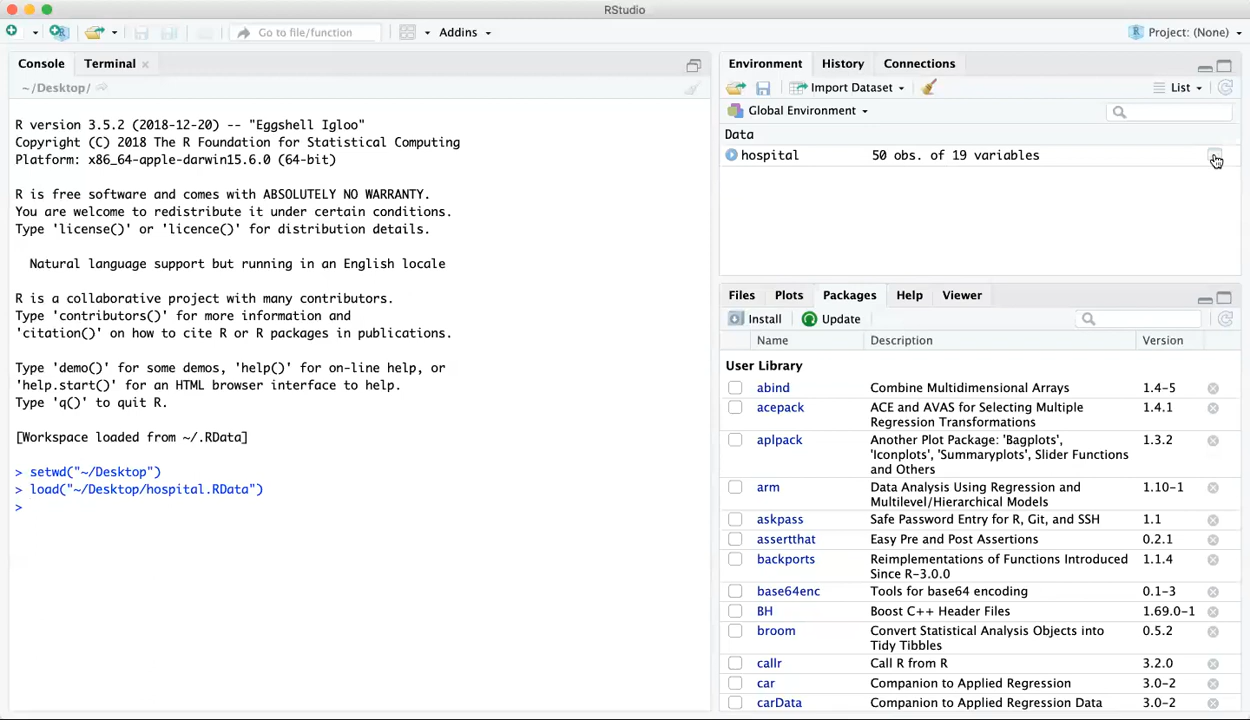 RStudio
Go to file/function
Addins
Project: (None)
Console
Terminal
~/Desktop/
R version 3.5.2 (2018-12-20) -- "Eggshell Igloo"
Copyright (C) 2018 The R Foundation for Statistical Computing
Platform: x86_64-apple-darwin15.6.0 (64-bit)
R is free software and comes with ABSOLUTELY NO WARRANTY.
You are welcome to redistribute it under certain conditions.
Type 'license()' or 'licence()' for distribution details.
Natural language support but running in an English locale
R is a collaborative project with many contributors.
Type 'contributors()' for more information and
'citation()' on how to cite R or R packages in publications.
Type 'demo()' for some demos, 'help()' for on-line help, or
'help.start()' for an HTML browser interface to help.
Type 'q()' to quit R.
[Workspace loaded from ~/.RData]
> setwd("~/Desktop")
> load("~/Desktop/hospital.RData")
>
Environment
History
Connections
Import Dataset
List
Global Environment
Data
hospital 50 obs. of 19 variables
Files
Plots
Packages
Help
Viewer
Install
Update
Name Description Version
User Library
abind Combine Multidimensional Arrays 1.4-5
acepack ACE and AVAS for Selecting Multiple 1.4.1
Regression Transformations
aplpack Another Plot Package: 'Bagplots', 1.3.2
'Iconplots', 'Summaryplots', Slider Functions
and Others
arm Data Analysis Using Regression and 1.10-1
Multilevel/Hierarchical Models
askpass Safe Password Entry for R, Git, and SSH 1.1
assertthat Easy Pre and Post Assertions 0.2.1
backports Reimplementations of Functions Introduced 1.1.4
Since R-3.0.0
base64enc Tools for base64 encoding 0.1-3
BH Boost C++ Header Files 1.69.0-1
broom Convert Statistical Analysis Objects into 0.5.2
Tidy Tibbles
callr Call R from R 3.2.0
car Companion to Applied Regression 3.0-2
carData Companion to Applied Regression Data 3.0-2